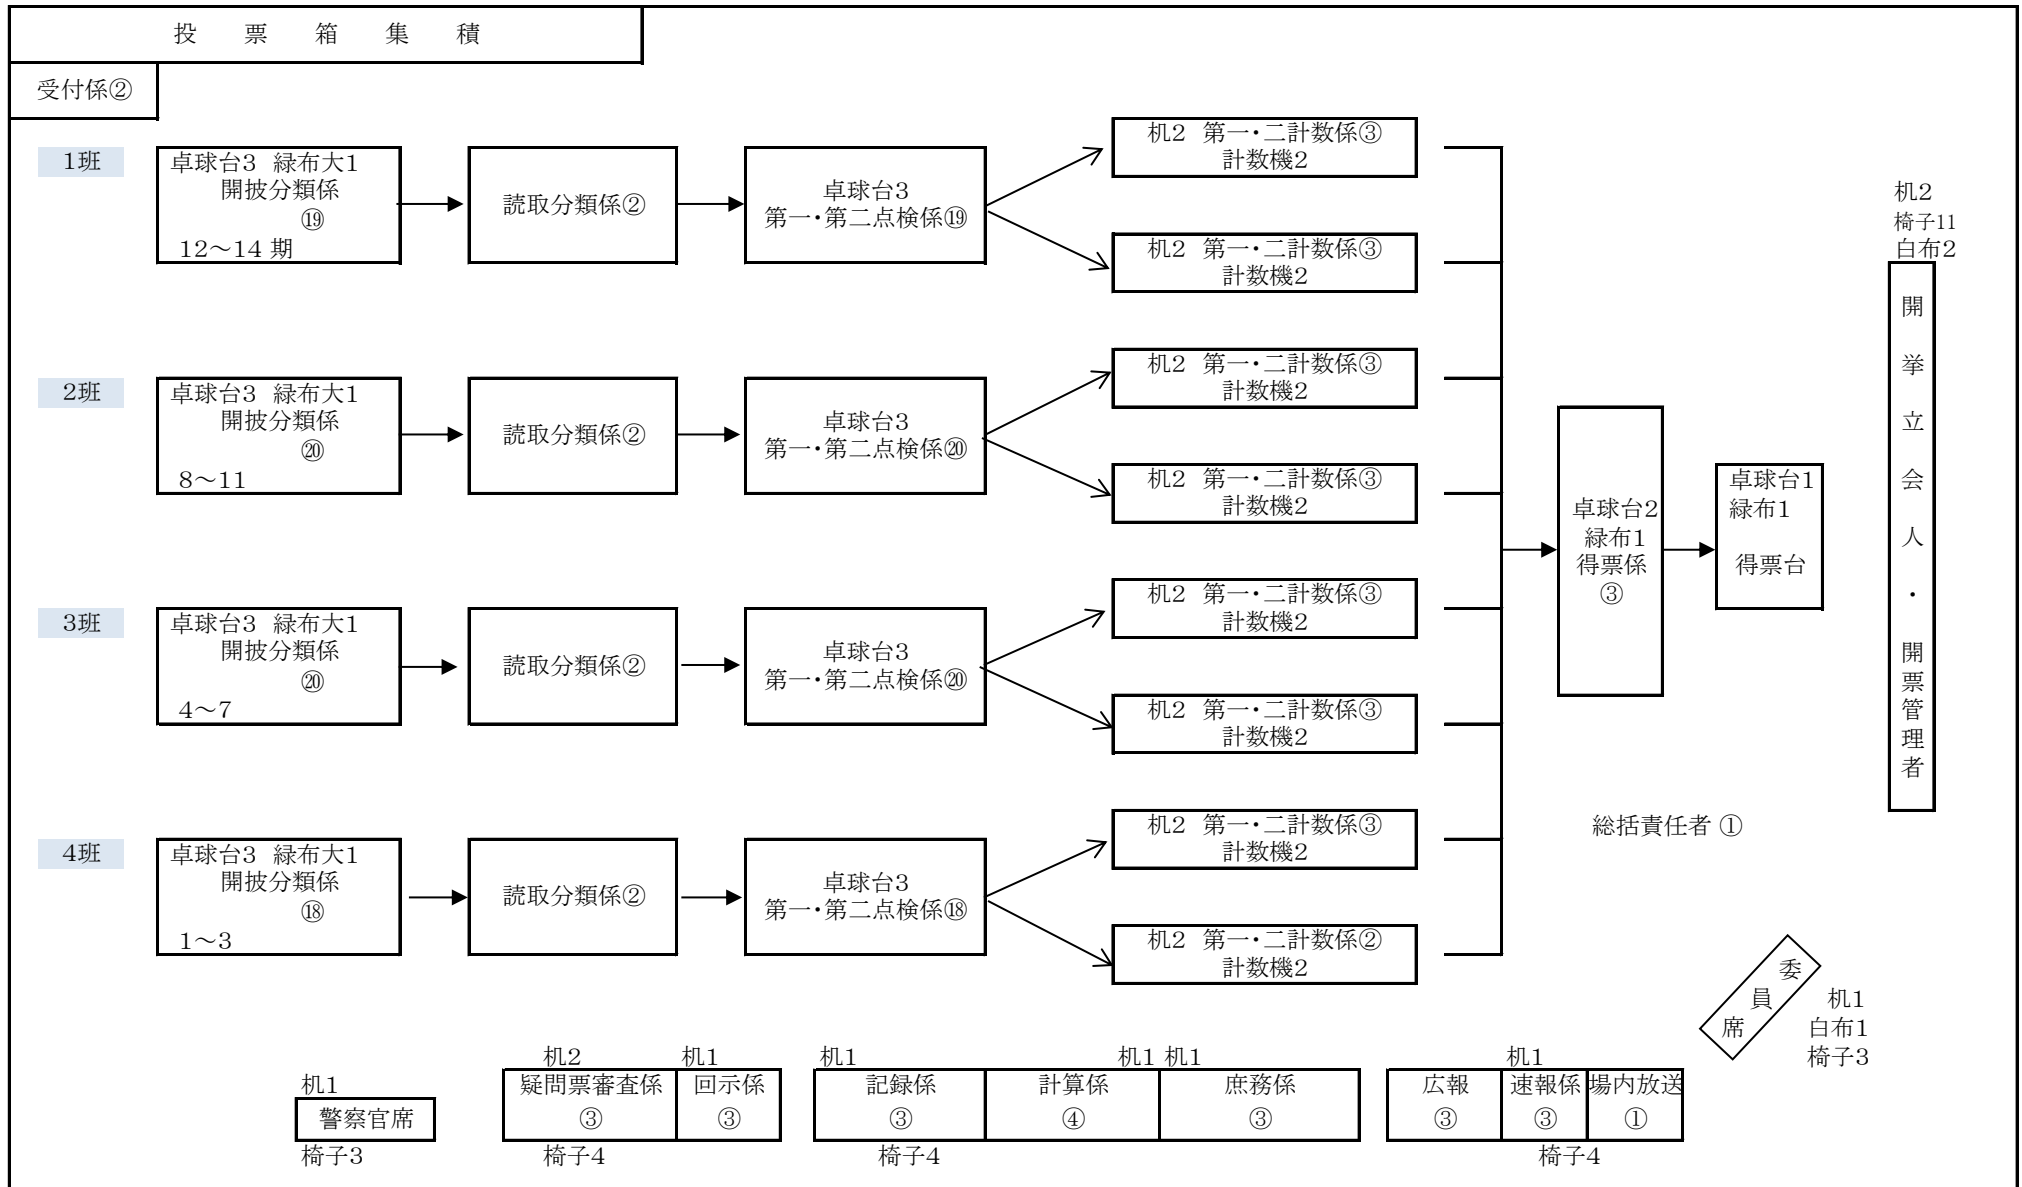 投　票　箱　集　積
受付係②
1班
卓球台3　緑布大1
開披分類係
⑲
12～14 期
読取分類係②
卓球台3
第一・第二点検係⑲
机2　第一・二計数係③
計数機2
机2　第一・二計数係③
計数機2
2班
卓球台3　緑布大1
開披分類係
⑳
8～11
読取分類係②
卓球台3
第一・第二点検係⑳
机2　第一・二計数係③
計数機2
机2　第一・二計数係③
計数機2
3班
卓球台3　緑布大1
開披分類係
⑳
4～7
読取分類係②
卓球台3
第一・第二点検係⑳
机2　第一・二計数係③
計数機2
机2　第一・二計数係③
計数機2
4班
卓球台3　緑布大1
開披分類係
⑱
1～3
読取分類係②
卓球台3
第一・第二点検係⑱
机2　第一・二計数係③
計数機2
机2　第一・二計数係②
計数機2
卓球台2
緑布1
得票係
③
卓球台1
緑布1
得票台
机2
椅子11
白布2
開挙立会人・開票管理者
総括責任者 ①
委員席
机1
白布1
椅子3
机1
警察官席
椅子3
机2
疑問票審査係
③
椅子4
机1
回示係
③
机1
記録係
③
椅子4
机1
計算係
④
机1
庶務係
③
広報
③
机1
速報係
③
場内放送
①
椅子4